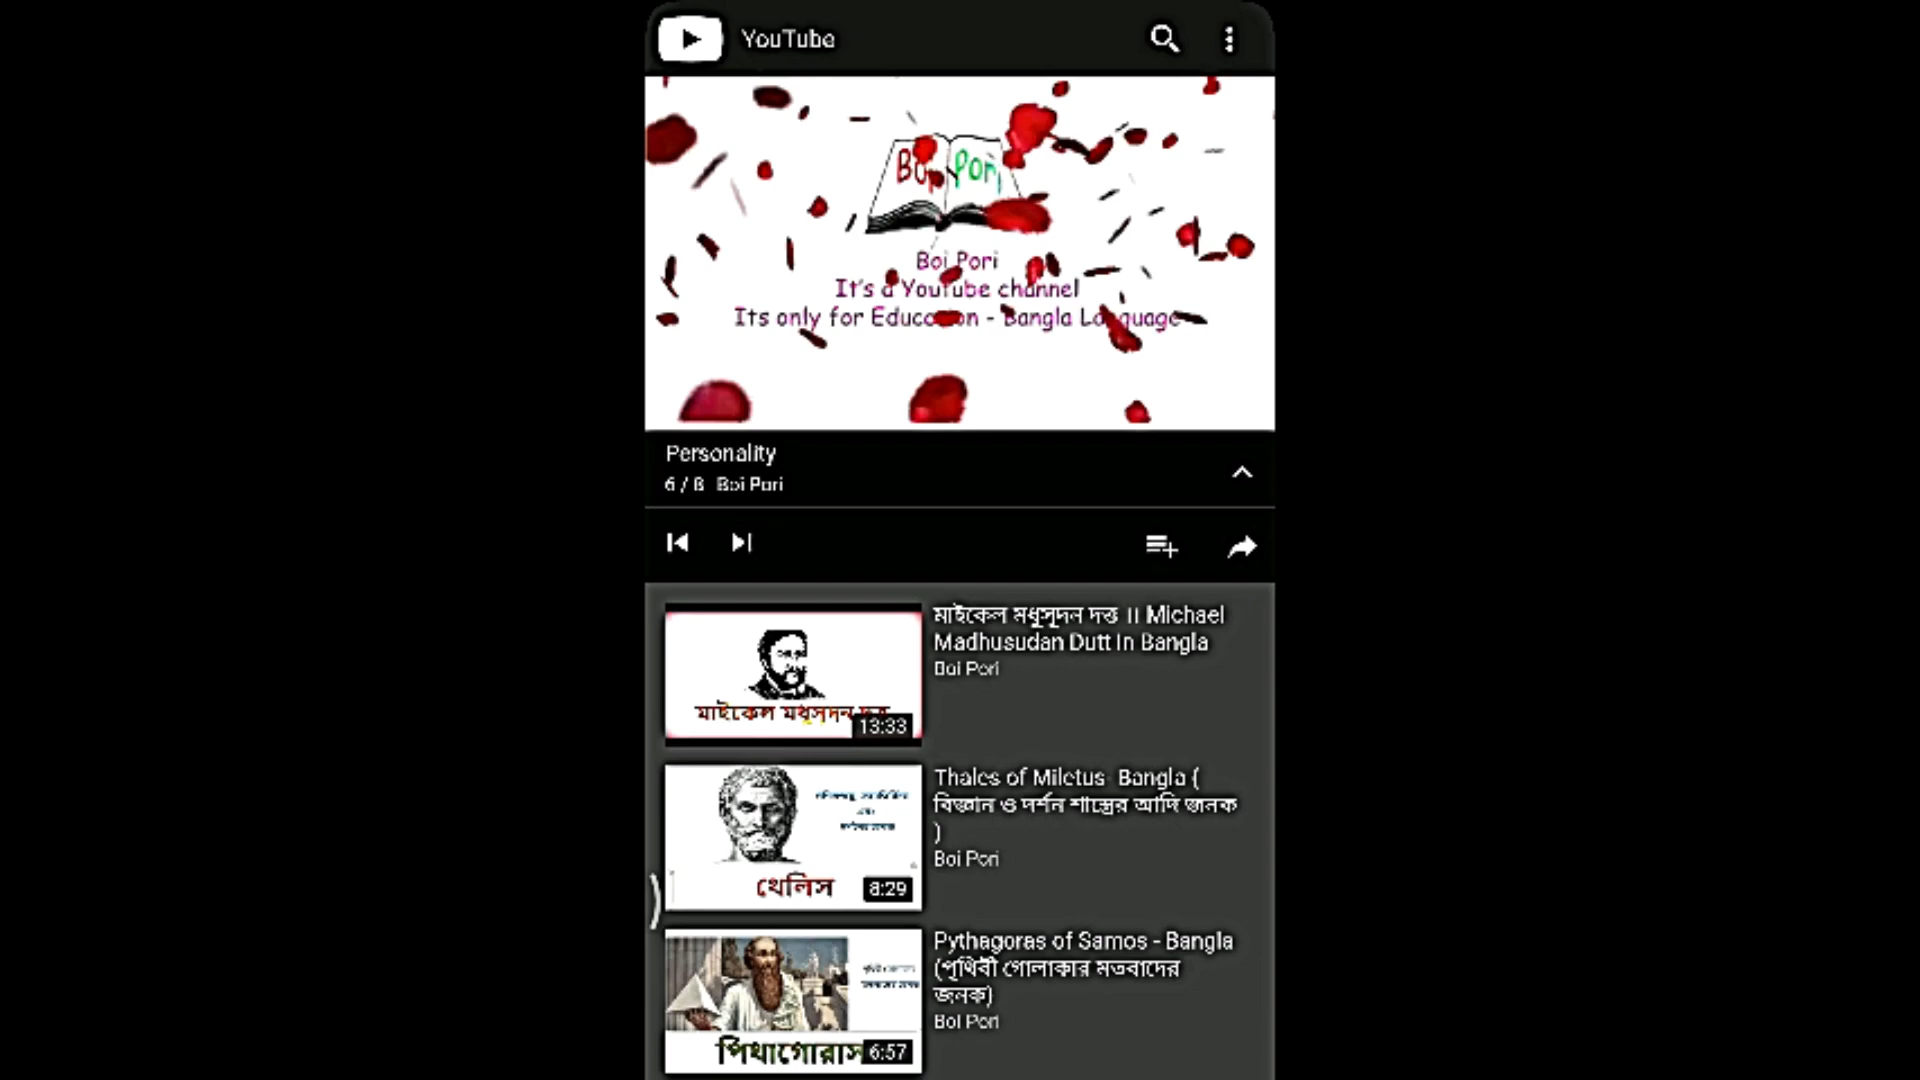 YouTube
Boi Pori
Boi Pori
It's a YouTube channel
Its only for Education - Bangla Language
Personality
6 / 8 Boi Pori
মাইকেল মধুসূদন দত্ত ।। Michael
Madhusudan Dutt In Bangla
Boi Pori
মাইকেল মধুসূদন দত্ত
13:33
Thales of Miletus- Bangla (
বিজ্ঞান ও দর্শন শাস্ত্রের আদি জনক
)
Boi Pori
থেলিস
8:29
Pythagoras of Samos - Bangla
(পৃথিবী গোলাকার মতবাদের
জনক)
Boi Pori
পিথাগোরাস
6:57